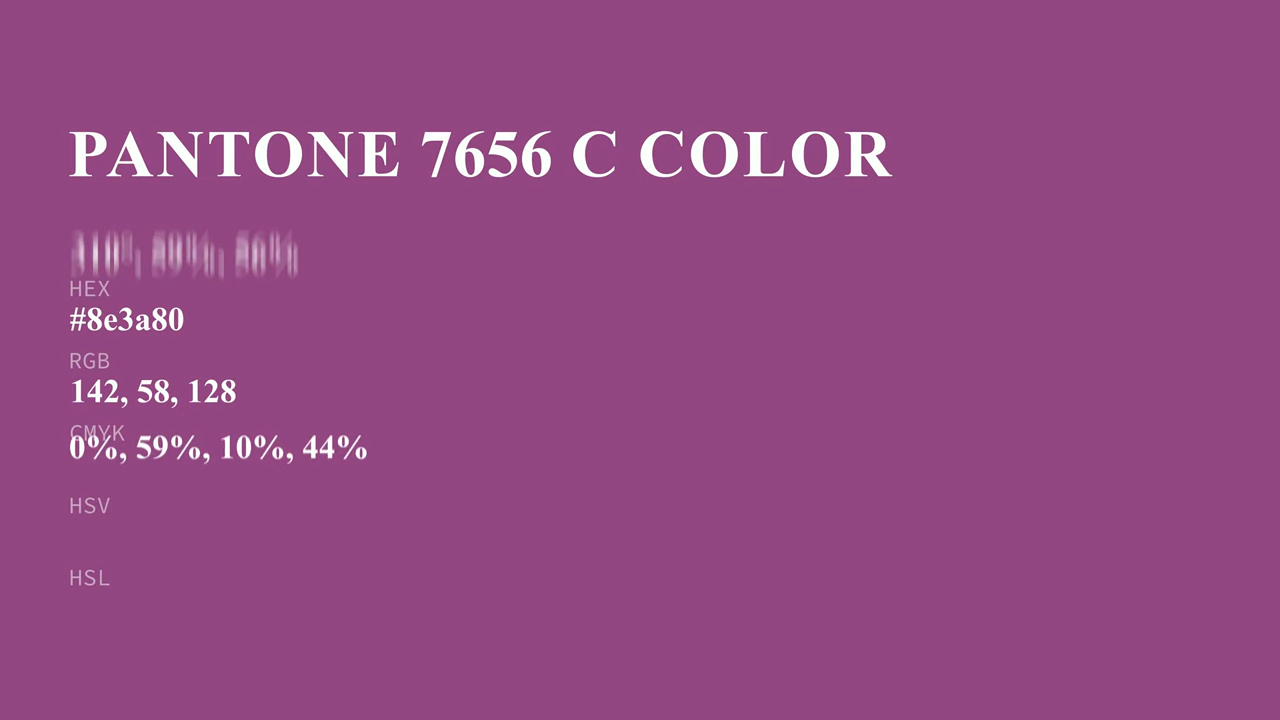 PANTONE 7656 C COLOR
HEX
#8e3a80
RGB
142, 58, 128
CMYK
0%, 59%, 10%, 44%
HSV
HSL